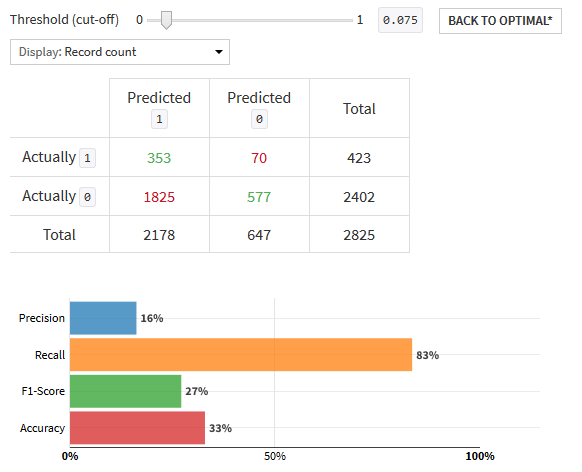 Threshold (cut-off) 0 1 0.075 BACK TO OPTIMAL*
Display: Record count
Predicted 1 Predicted 0 Total
Actually 1 353 70 423
Actually 0 1825 577 2402
Total 2178 647 2825
Precision 16%
Recall 83%
F1-Score 27%
Accuracy 33%
0% 50% 100%